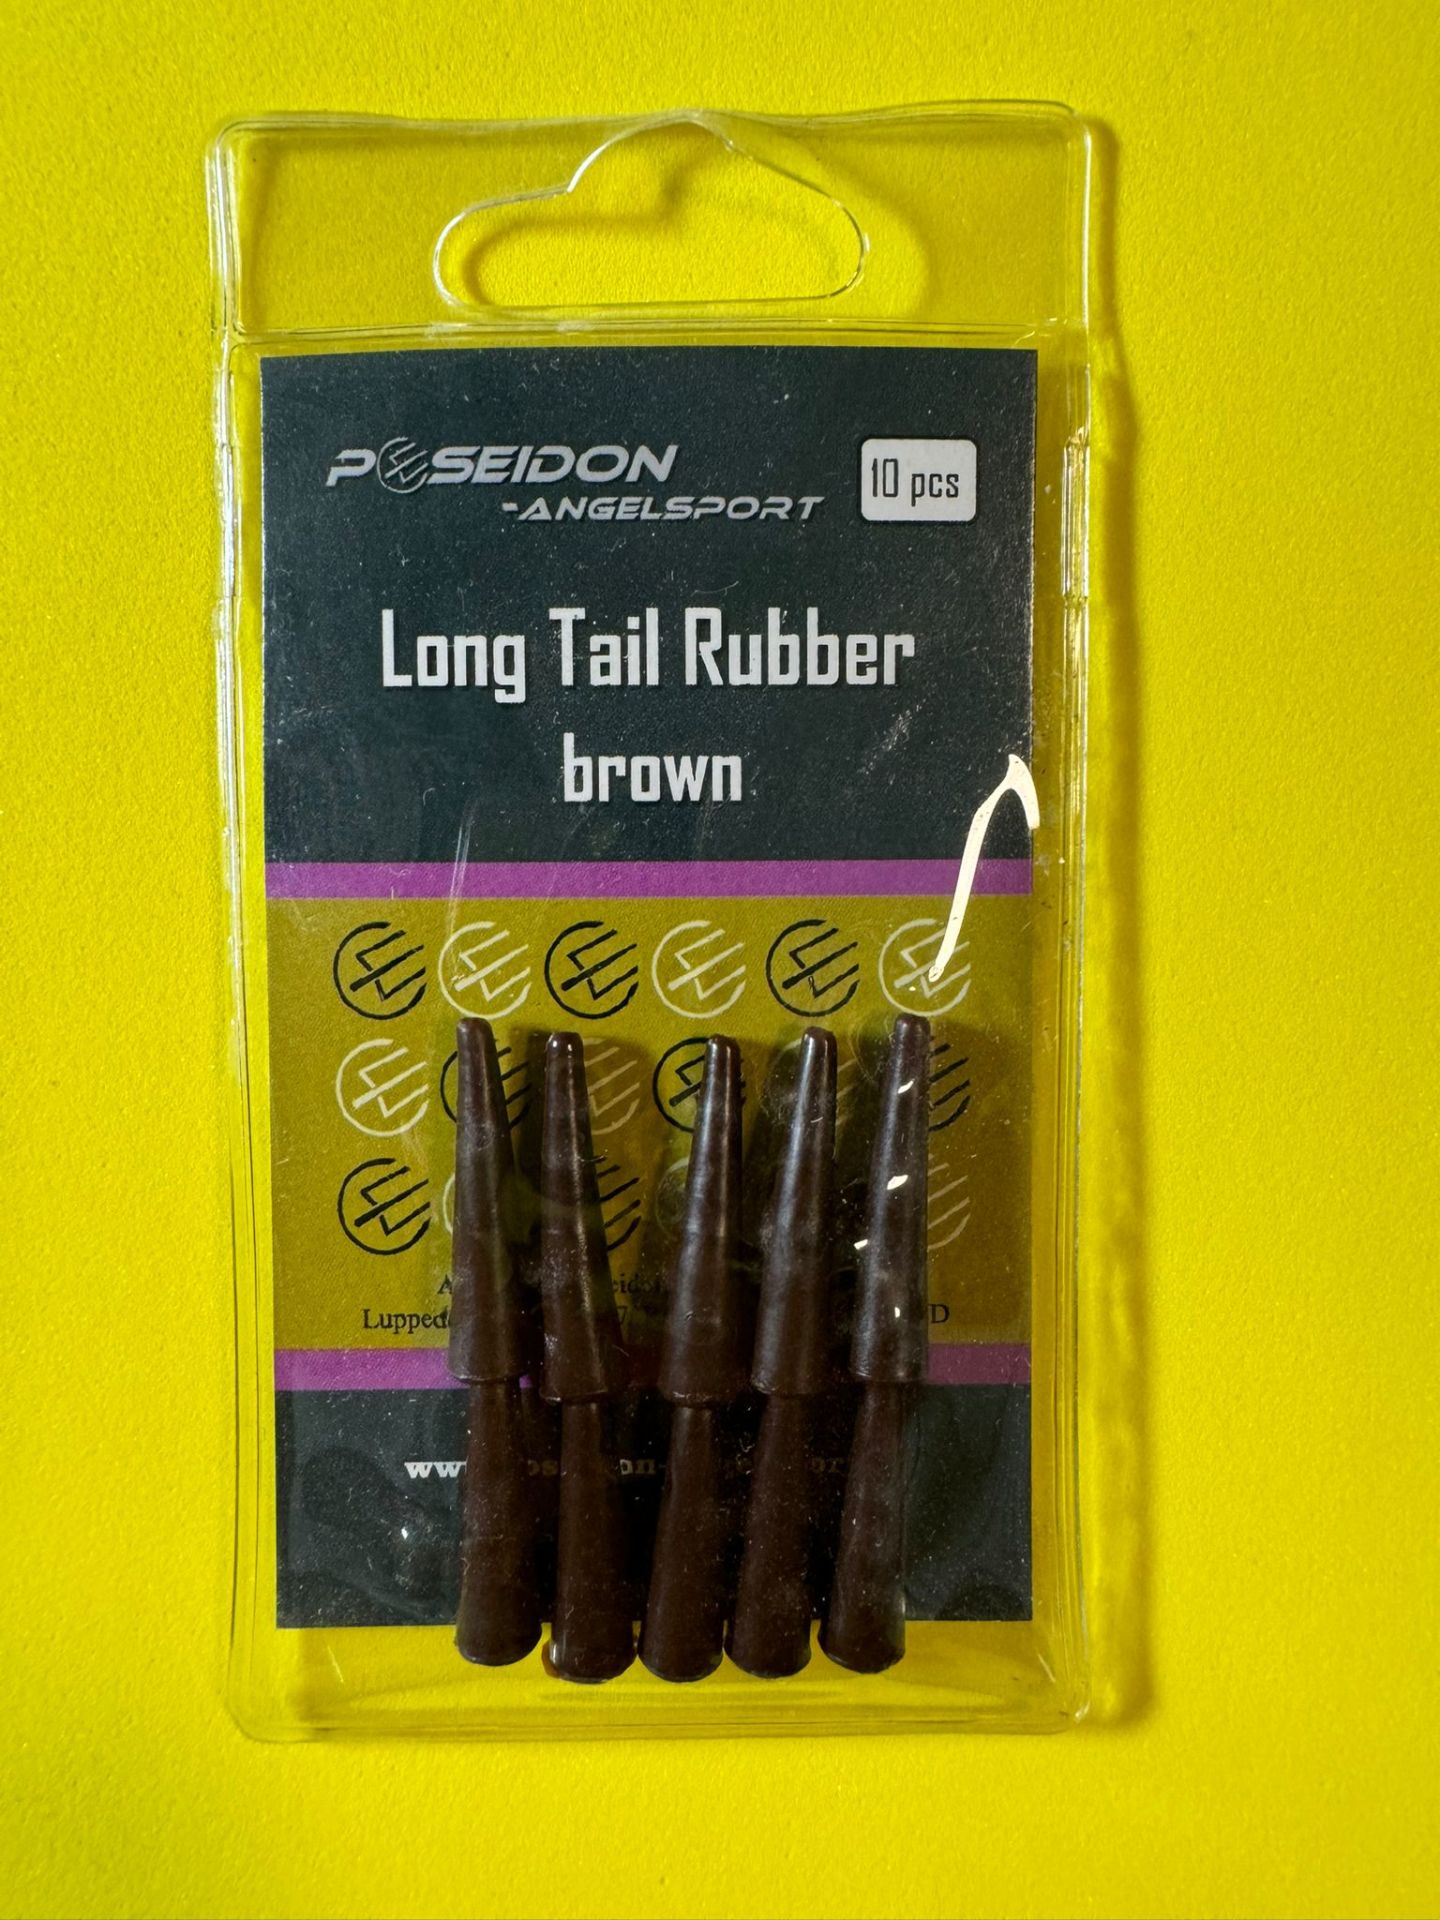 POSEIDON
-ANGELSPORT
10 pcs
Long Tail Rubber
brown
D